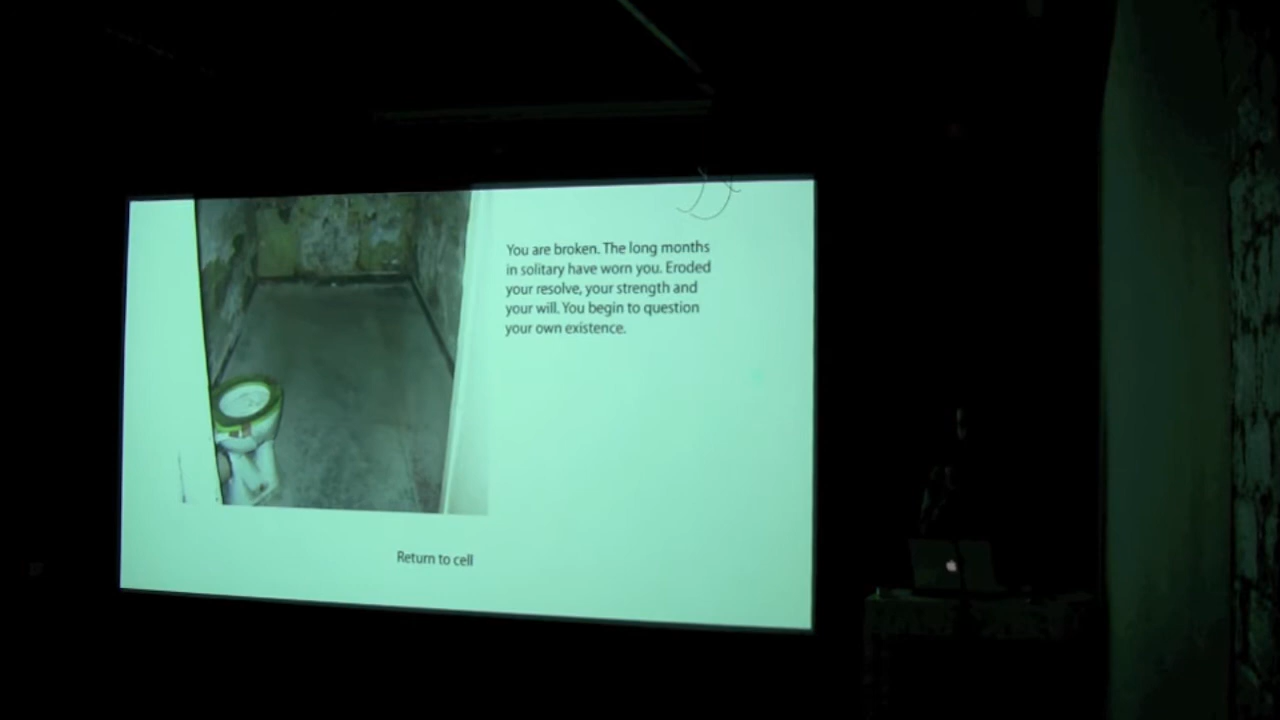 You are broken. The long months
in solitary have worn you. Eroded
your resolve, your strength and
your will. You begin to question
your own existence.
Return to cell